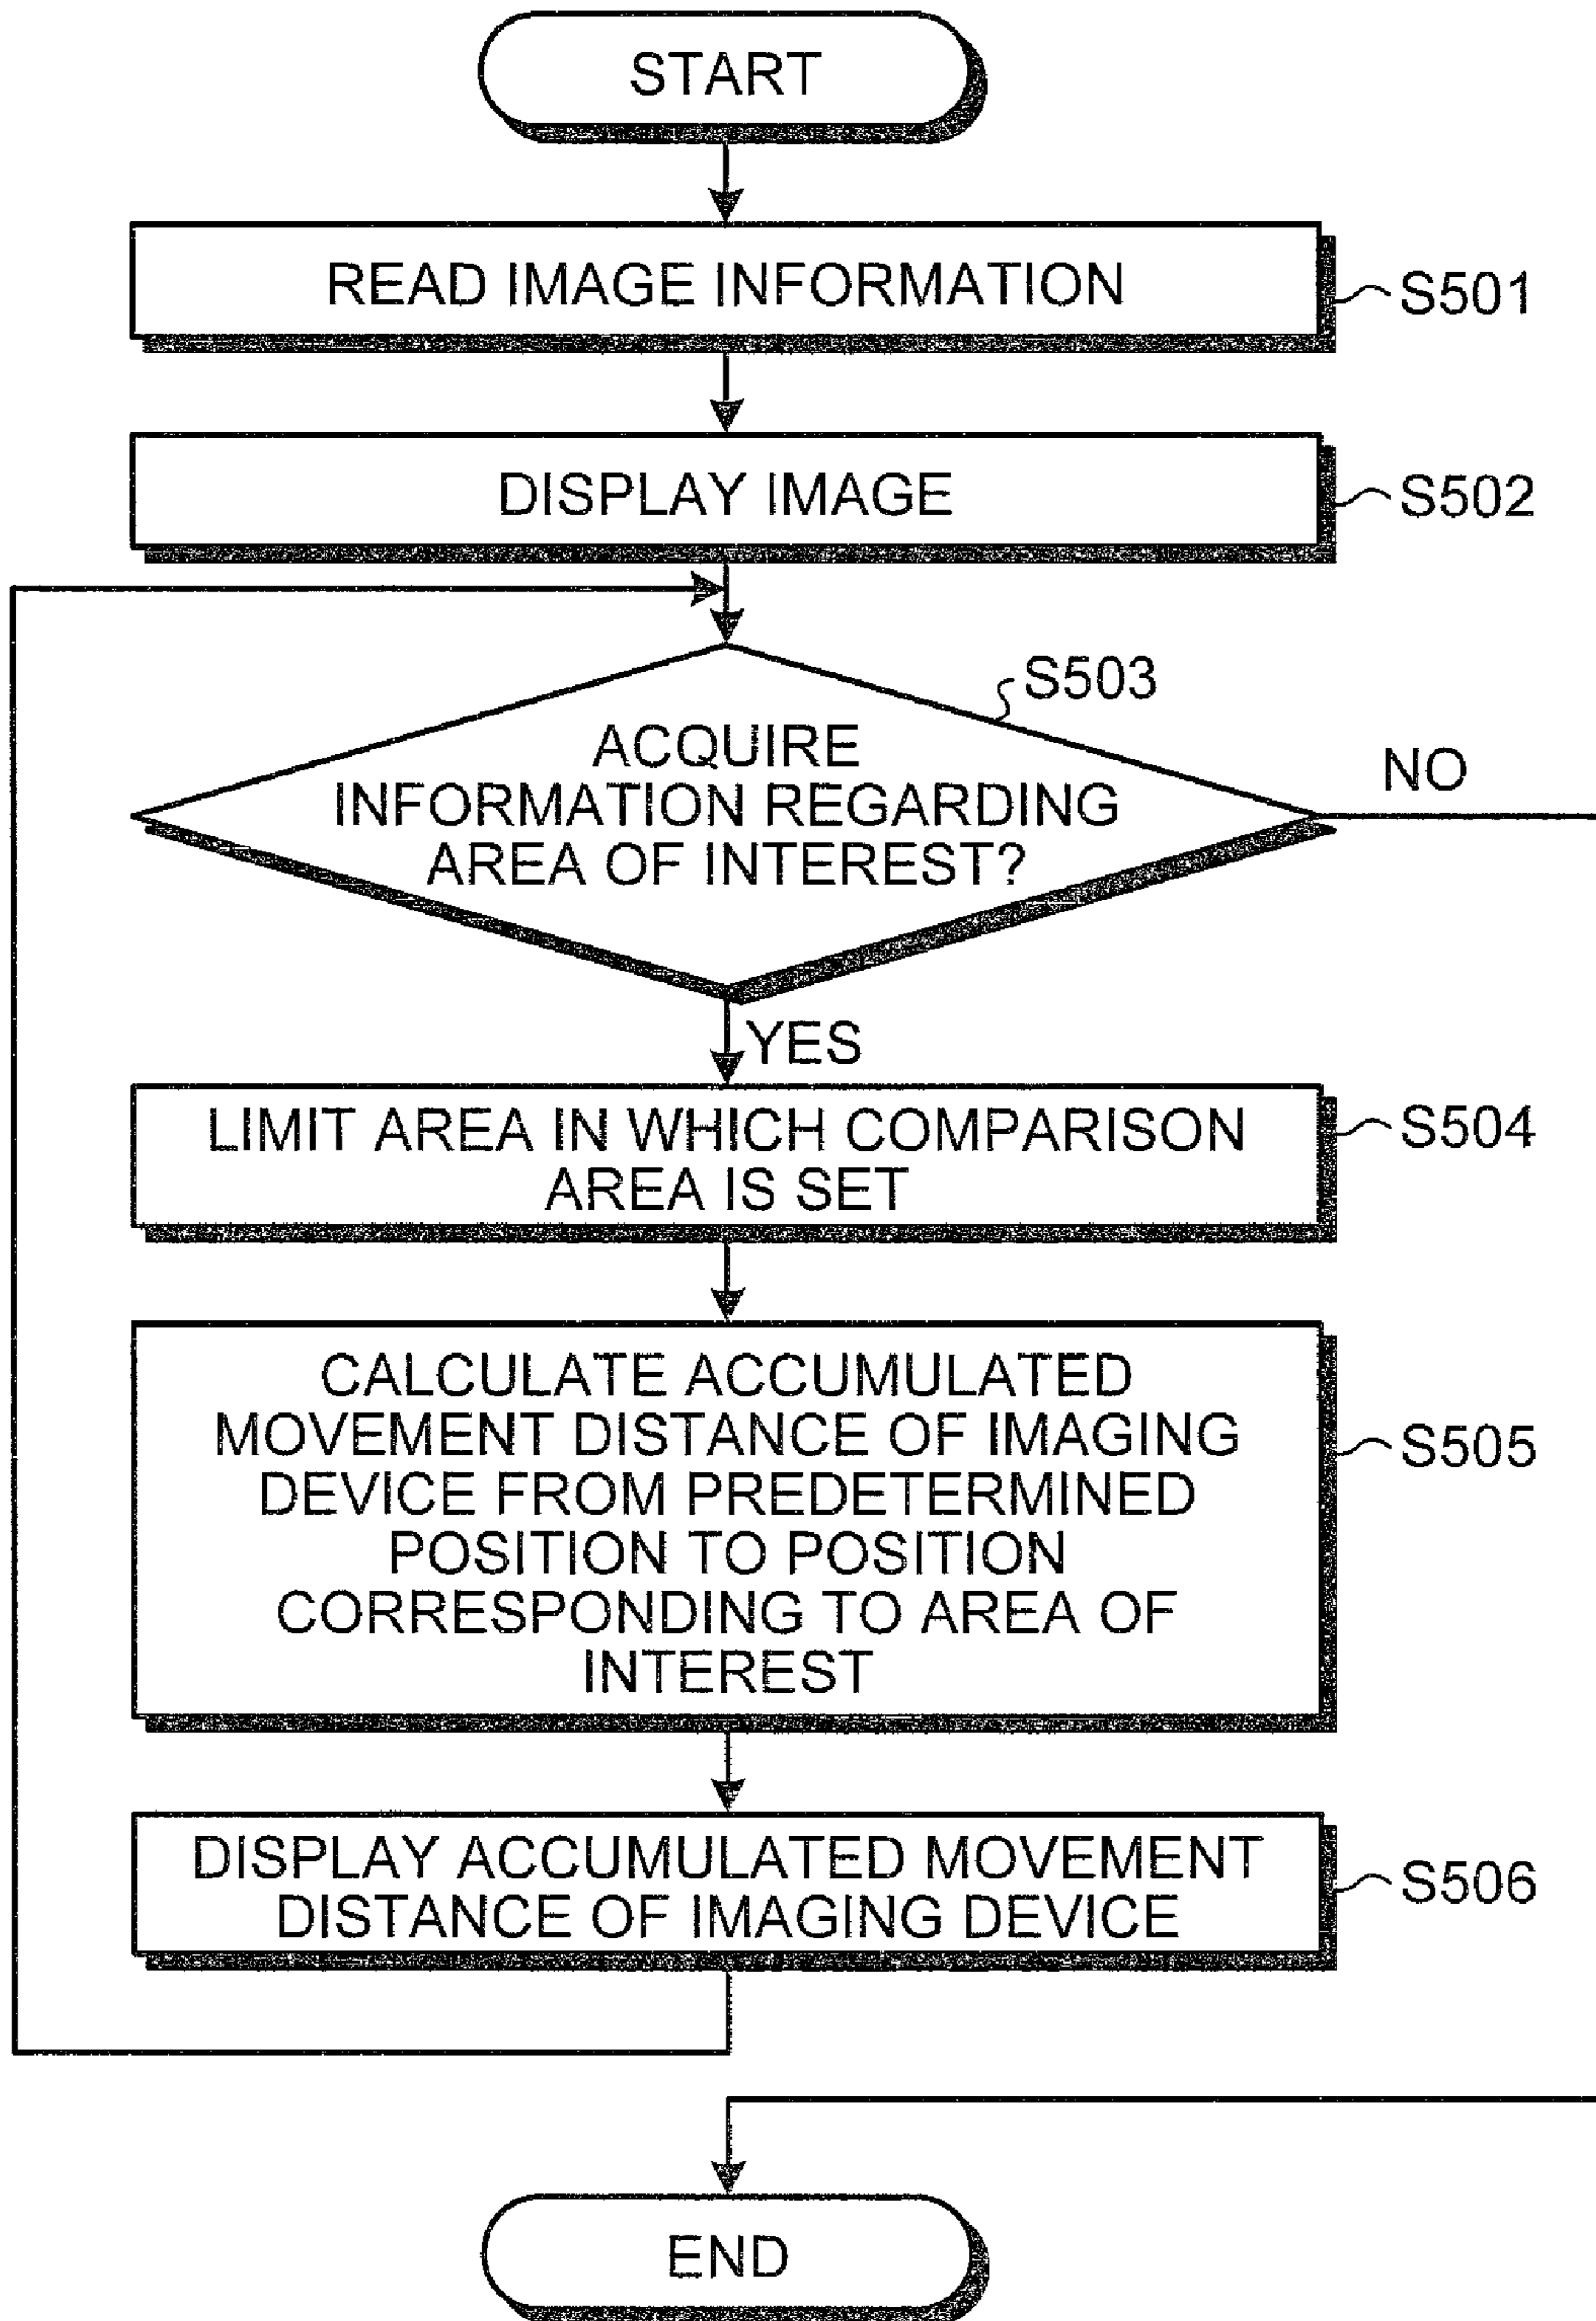 START
READ IMAGE INFORMATION
S501
DISPLAY IMAGE
S502
S503
ACQUIRE
INFORMATION REGARDING
AREA OF INTEREST?
NO
YES
LIMIT AREA IN WHICH COMPARISON
AREA IS SET
S504
CALCULATE ACCUMULATED
MOVEMENT DISTANCE OF IMAGING
DEVICE FROM PREDETERMINED
POSITION TO POSITION
CORRESPONDING TO AREA OF
INTEREST
S505
DISPLAY ACCUMULATED MOVEMENT
DISTANCE OF IMAGING DEVICE
S506
END